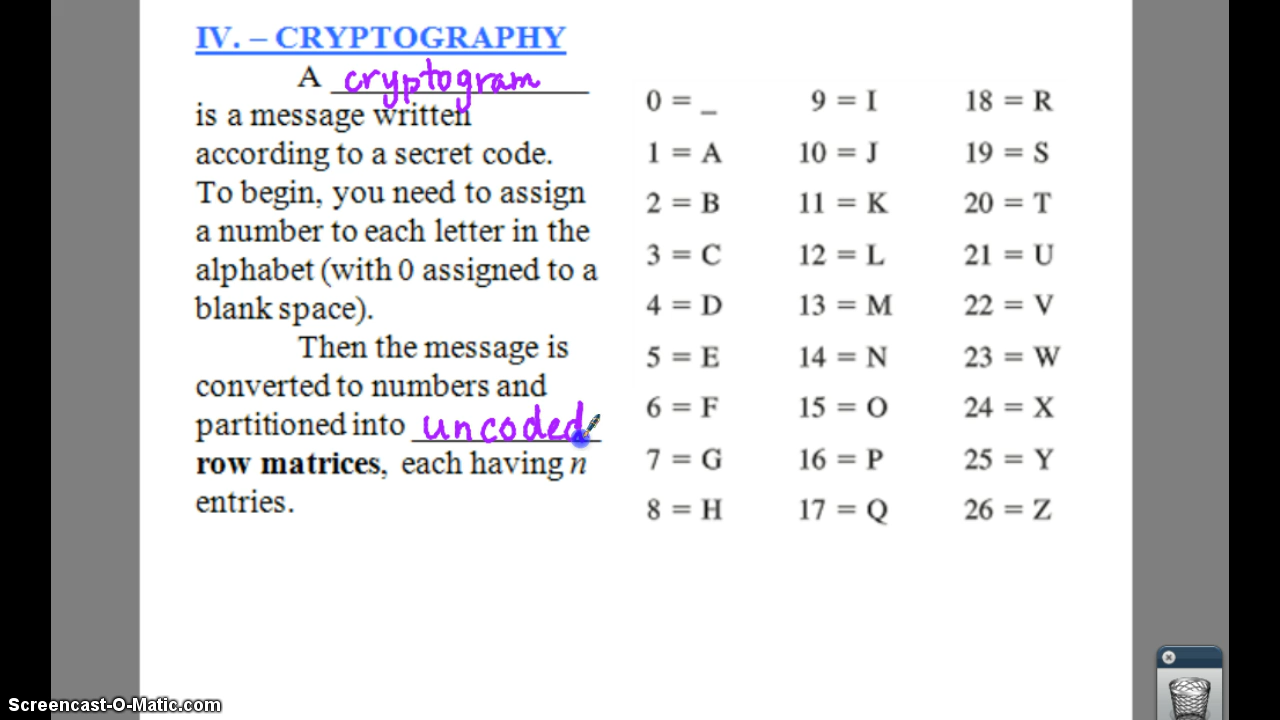 IV. – CRYPTOGRAPHY
A cryptogram
is a message written
according to a secret code.
To begin, you need to assign
a number to each letter in the
alphabet (with 0 assigned to a
blank space).
Then the message is
converted to numbers and
partitioned into uncoded
row matrices, each having n
entries.
0 = _
1 = A
2 = B
3 = C
4 = D
5 = E
6 = F
7 = G
8 = H
9 = I
10 = J
11 = K
12 = L
13 = M
14 = N
15 = O
16 = P
17 = Q
18 = R
19 = S
20 = T
21 = U
22 = V
23 = W
24 = X
25 = Y
26 = Z
Screencast-O-Matic.com